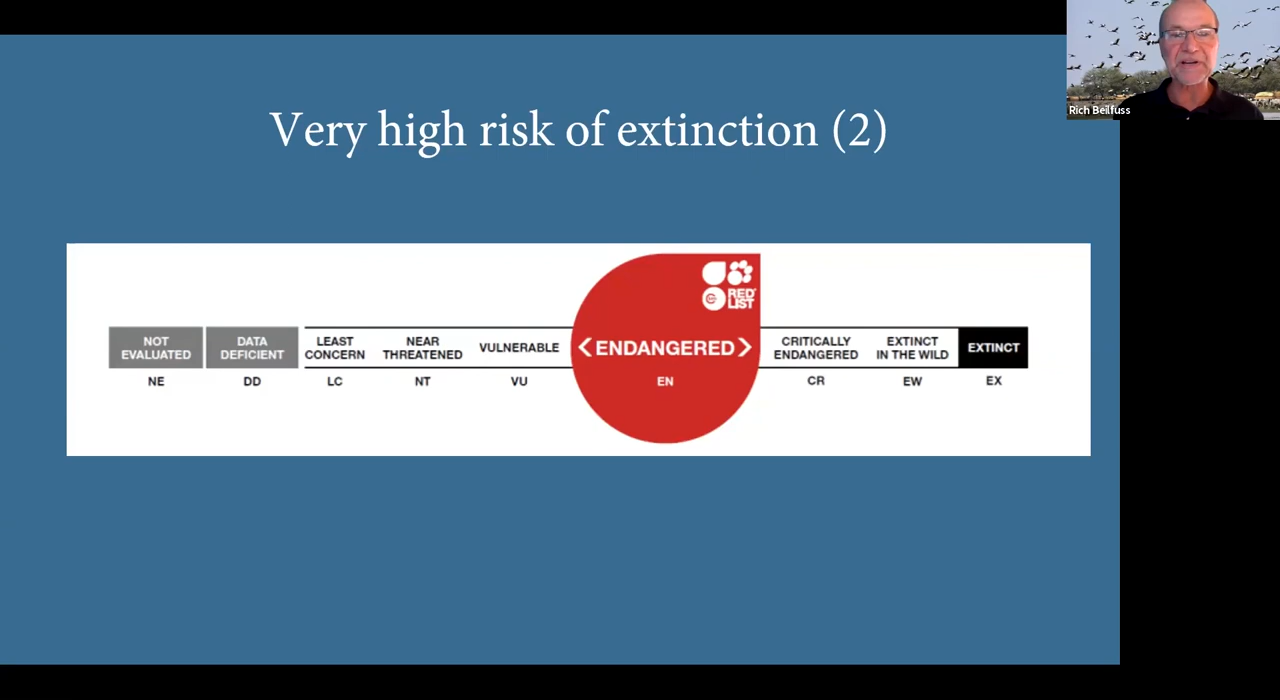 Rich Beilfuss
Very high risk of extinction (2)
RED
LIST
NOT
EVALUATED
NE
DATA
DEFICIENT
DD
LEAST
CONCERN
LC
NEAR
THREATENED
NT
VULNERABLE
VU
<ENDANGERED>
EN
CRITICALLY
ENDANGERED
CR
EXTINCT
IN THE WILD
EW
EXTINCT
EX